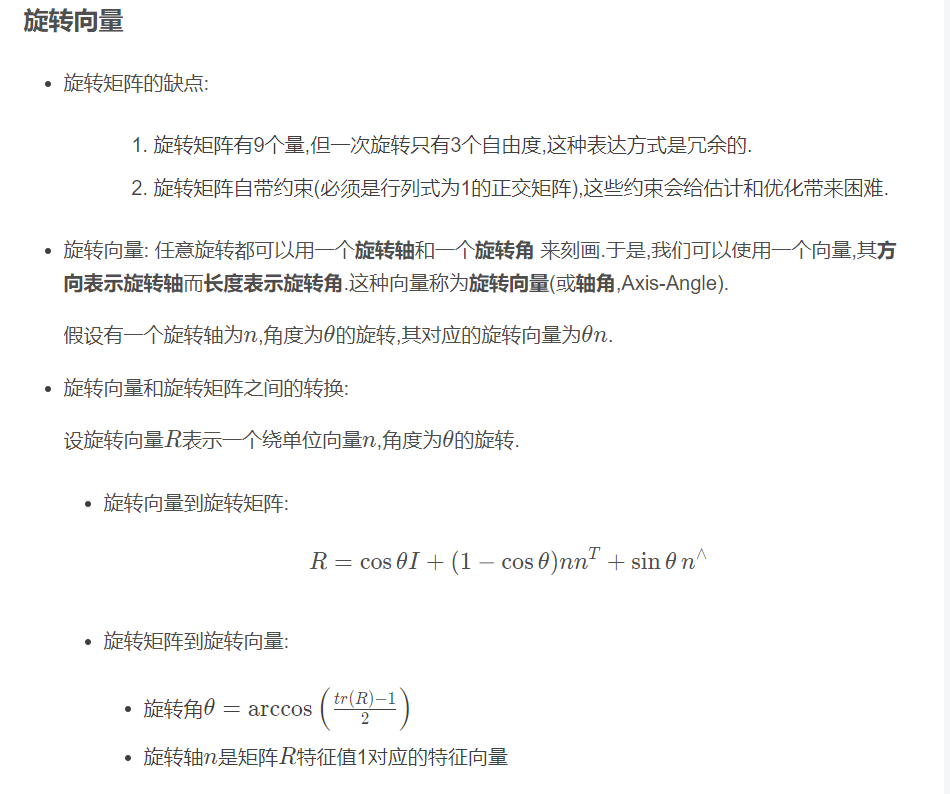 旋转向量
• 旋转矩阵的缺点:
1. 旋转矩阵有9个量,但一次旋转只有3个自由度,这种表达方式是冗余的.
2. 旋转矩阵自带约束(必须是行列式为1的正交矩阵),这些约束会给估计和优化带来困难.
• 旋转向量: 任意旋转都可以用一个旋转轴和一个旋转角 来刻画.于是,我们可以使用一个向量,其方
向表示旋转轴而长度表示旋转角.这种向量称为旋转向量(或轴角,Axis-Angle).
假设有一个旋转轴为n,角度为θ的旋转,其对应的旋转向量为θn.
• 旋转向量和旋转矩阵之间的转换:
设旋转向量R表示一个绕单位向量n,角度为θ的旋转.
• 旋转向量到旋转矩阵:
R = cos θI + (1 − cos θ)nn^T + sin θ n^∧
• 旋转矩阵到旋转向量:
• 旋转角θ = arccos (\frac{tr(R)−1}{2})
• 旋转轴n是矩阵R特征值1对应的特征向量